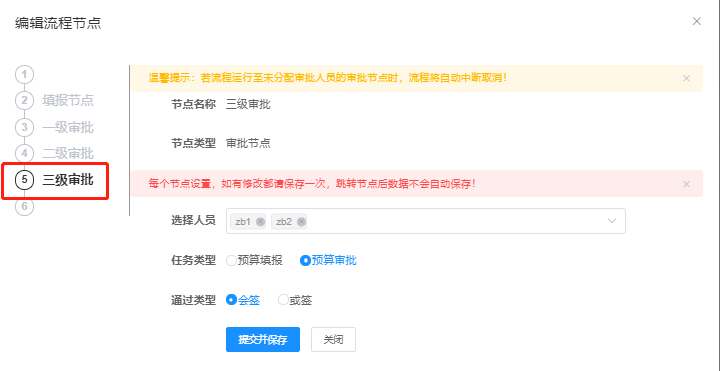 编辑流程节点
1
2 填报节点
3 一级审批
4 二级审批
5 三级审批
6
温馨提示：若流程运行至未分配审批人员的审批节点时，流程将自动中断取消！
节点名称 三级审批
节点类型 审批节点
每个节点设置，如有修改都请保存一次，跳转节点后数据不会自动保存！
选择人员 zb1 zb2
任务类型 预算填报 预算审批
通过类型 会签 或签
提交并保存 关闭